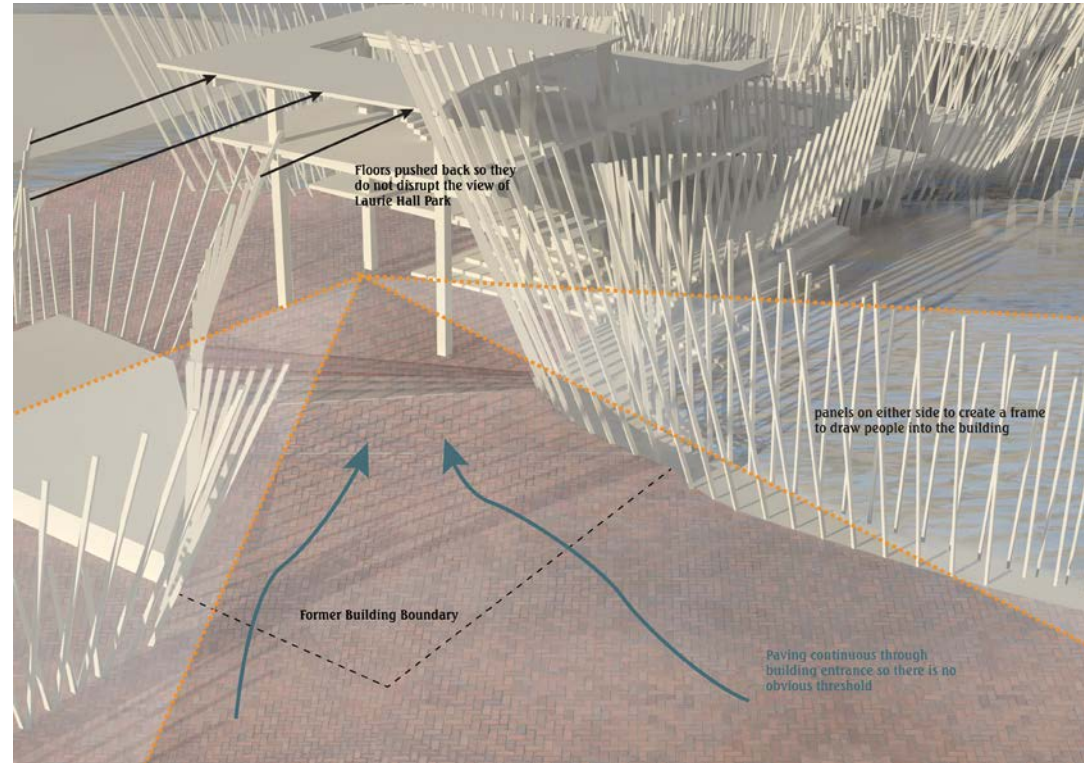 Floors pushed back so they
do not disrupt the view of
Laurie Hall Park
panels on either side to create a frame
to draw people into the building
Former Building Boundary
Paving continuous through
building entrance so there is no
obvious threshold